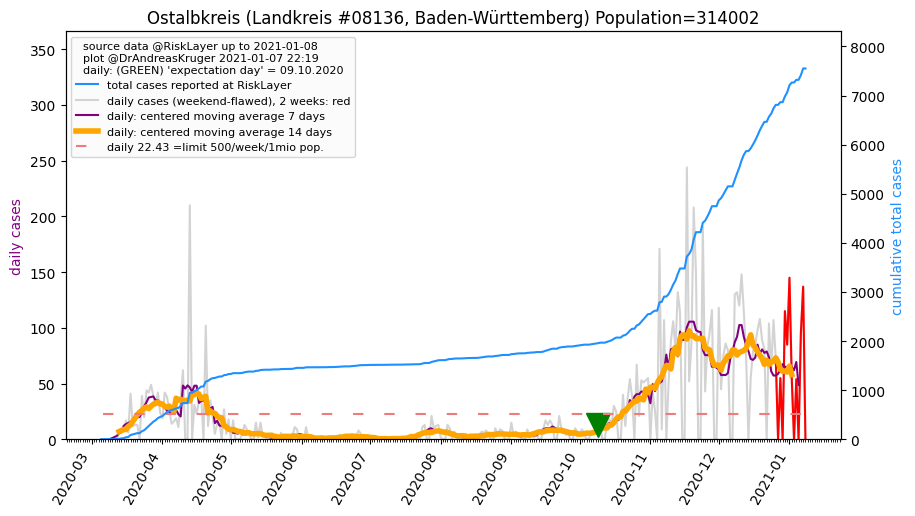 Ostalbkreis (Landkreis #08136, Baden-Württemberg) Population=314002
source data @RiskLayer up to 2021-01-08
plot @DrAndreasKruger 2021-01-07 22:19
daily: (GREEN) 'expectation day' = 09.10.2020
total cases reported at RiskLayer
daily cases (weekend-flawed), 2 weeks: red
daily: centered moving average 7 days
daily: centered moving average 14 days
daily 22.43 =limit 500/week/1mio pop.
daily cases
350
300
250
200
150
100
50
0
8000
7000
6000
5000
4000
3000
2000
1000
0
cumulative total cases
2020-03
2020-04
2020-05
2020-06
2020-07
2020-08
2020-09
2020-10
2020-11
2020-12
2021-01